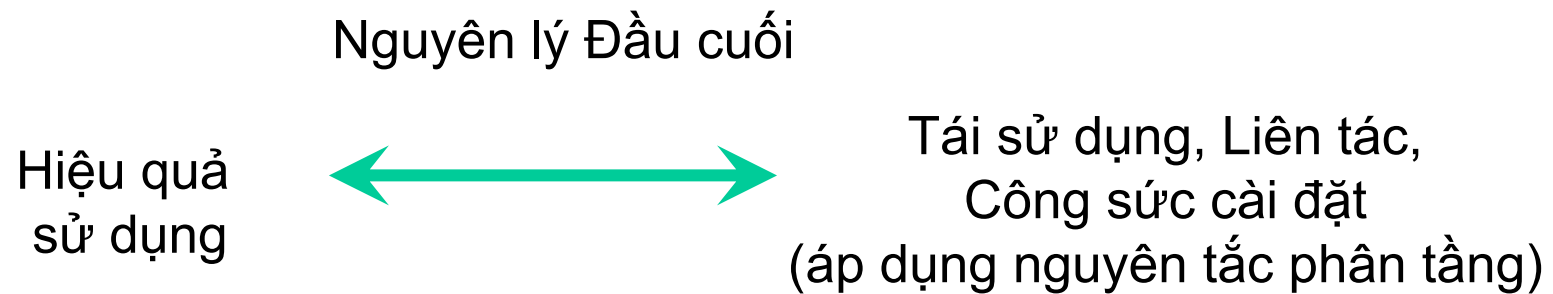 Nguyên lý Đầu cuối
Hiệu quả
sử dụng
Tái sử dụng, Liên tác,
Công sức cài đặt
(áp dụng nguyên tắc phân tầng)